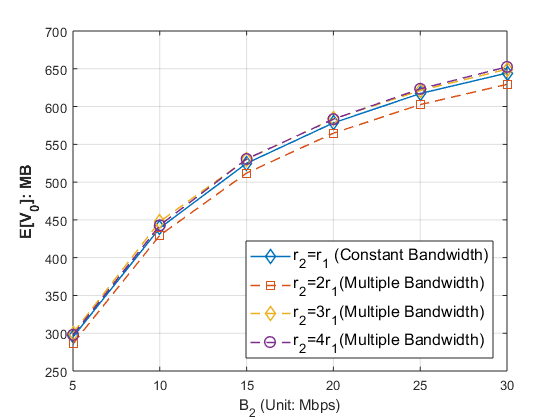 700
650
600
550
500
450
400
350
300
250
5
10
15
20
25
30
E[V0]: MB
B2 (Unit: Mbps)
r2=r1 (Constant Bandwidth)
r2=2r1(Multiple Bandwidth)
r2=3r1(Multiple Bandwidth)
r2=4r1(Multiple Bandwidth)